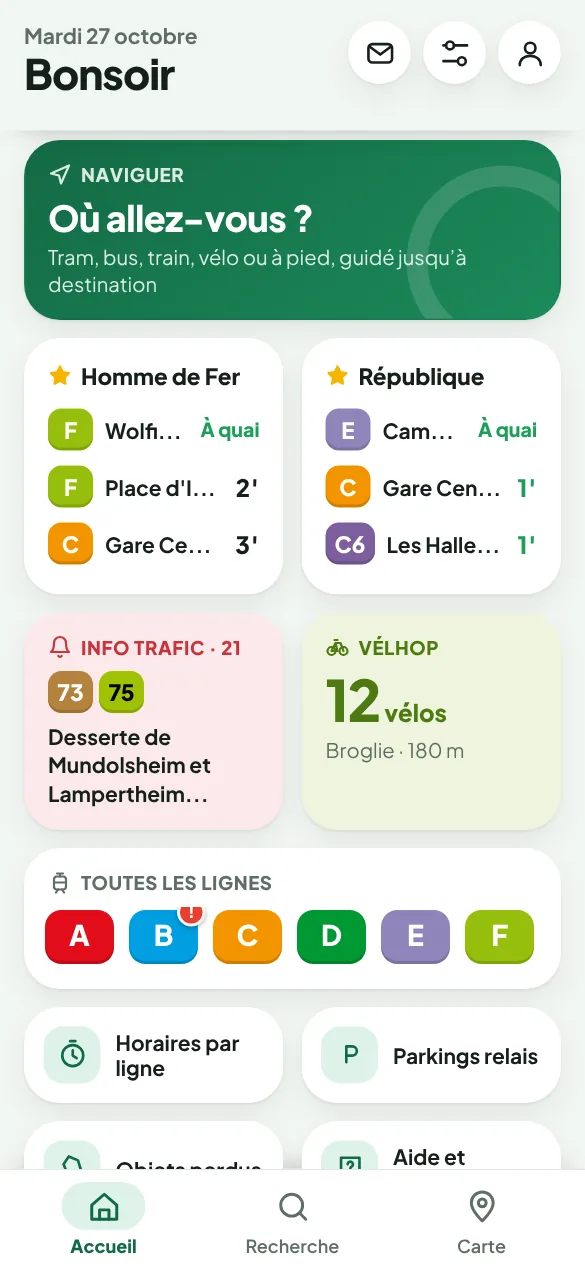 Mardi 27 octobre
Bonsoir
NAVIGUER
Où allez-vous ?
Tram, bus, train, vélo ou à pied, guidé jusqu'à
destination
Homme de Fer
F Wolfi... À quai
F Place d'I... 2'
C Gare Ce... 3'
République
E Cam... À quai
C Gare Cen... 1'
C6 Les Halle... 1'
INFO TRAFIC · 21
73 75
Desserte de
Mundolsheim et
Lampertheim...
VÉLHOP
12 vélos
Broglie · 180 m
TOUTES LES LIGNES
A B ! C D E F
Horaires par
ligne
P Parkings relais
Objets perdus
? Aide et
Accueil Recherche Carte